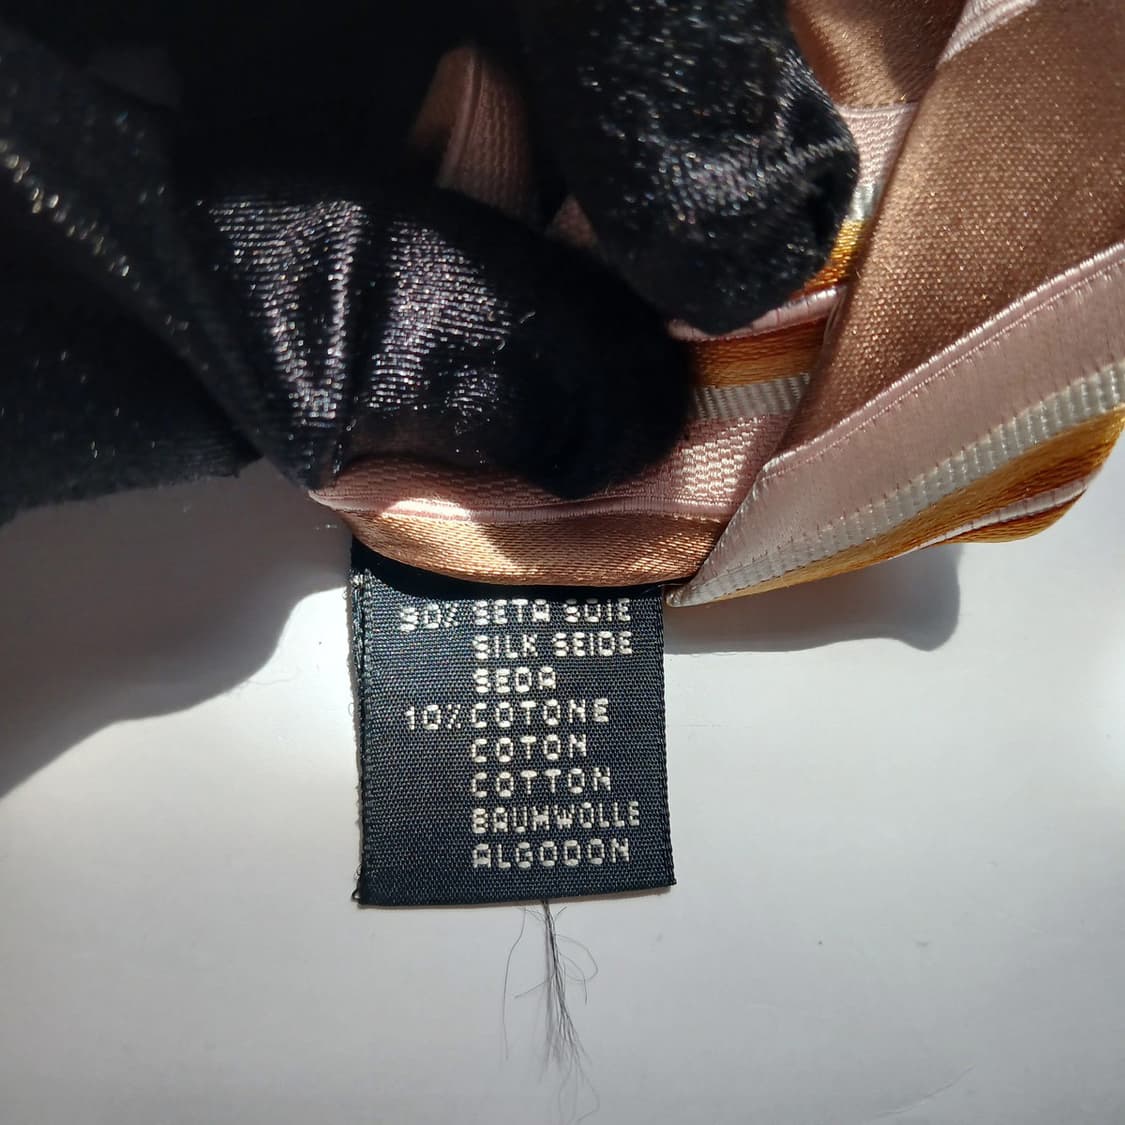 90% SETA SOIE
SILK SEIDE
SEDA
10% COTONE
COTON
COTTON
BAUMWOLLE
ALGODON